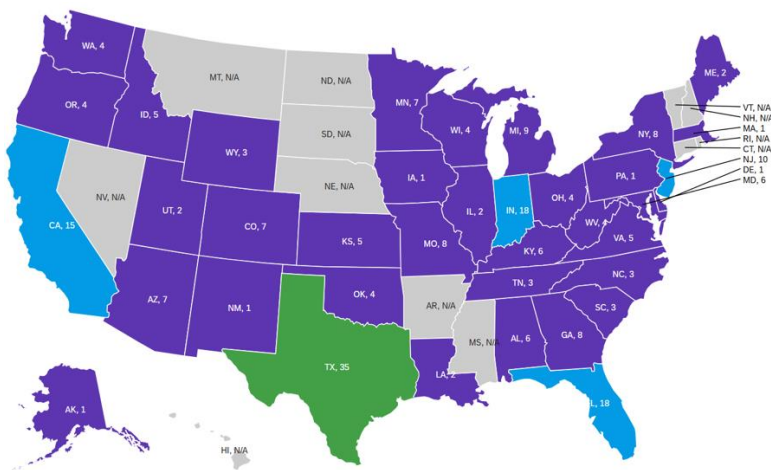 WA, 4
MT, N/A
ND, N/A
MN, 7
ME, 2
OR, 4
ID, 5
SD, N/A
WI, 4
MI, 9
NY, 8
VT, N/A
NH, N/A
MA, 1
RI, N/A
CT, N/A
NJ, 10
DE, 1
MD, 6
WY, 3
NE, N/A
IA, 1
PA, 1
NV, N/A
UT, 2
CO, 7
IL, 2
IN, 18
OH, 4
CA, 15
KS, 5
MO, 8
KY, 6
WV, 4
VA, 5
AZ, 7
NM, 1
OK, 4
AR, N/A
TN, 3
NC, 3
SC, 3
TX, 35
LA, 2
MS, N/A
AL, 6
GA, 8
L, 18
AK, 1
HI, N/A